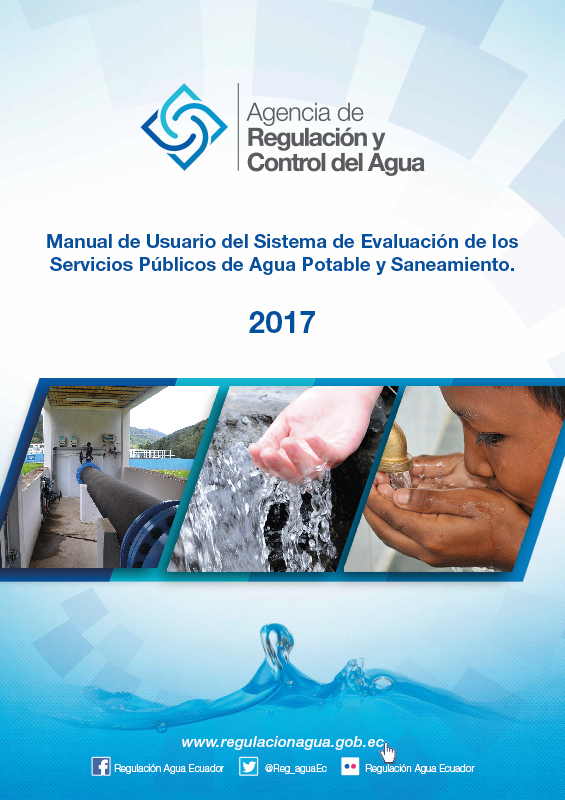 Agencia de
Regulación y
Control del Agua
Manual de Usuario del Sistema de Evaluación de los
Servicios Públicos de Agua Potable y Saneamiento.
2017
www.regulacionagua.gob.ec
Regulación Agua Ecuador @Reg_aguaEc Regulación Agua Ecuador